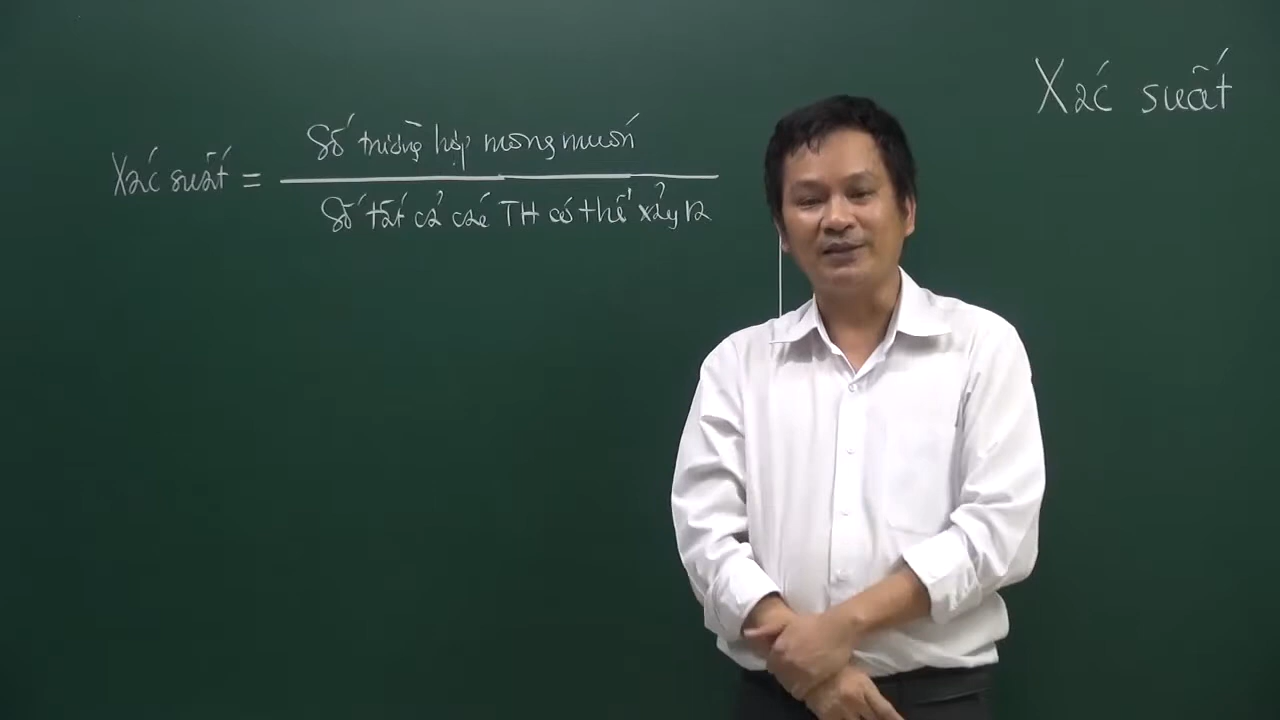 Xác suất
Xác suất =
Số trường hợp mong muốn
Số tất cả các TH có thể xảy ra